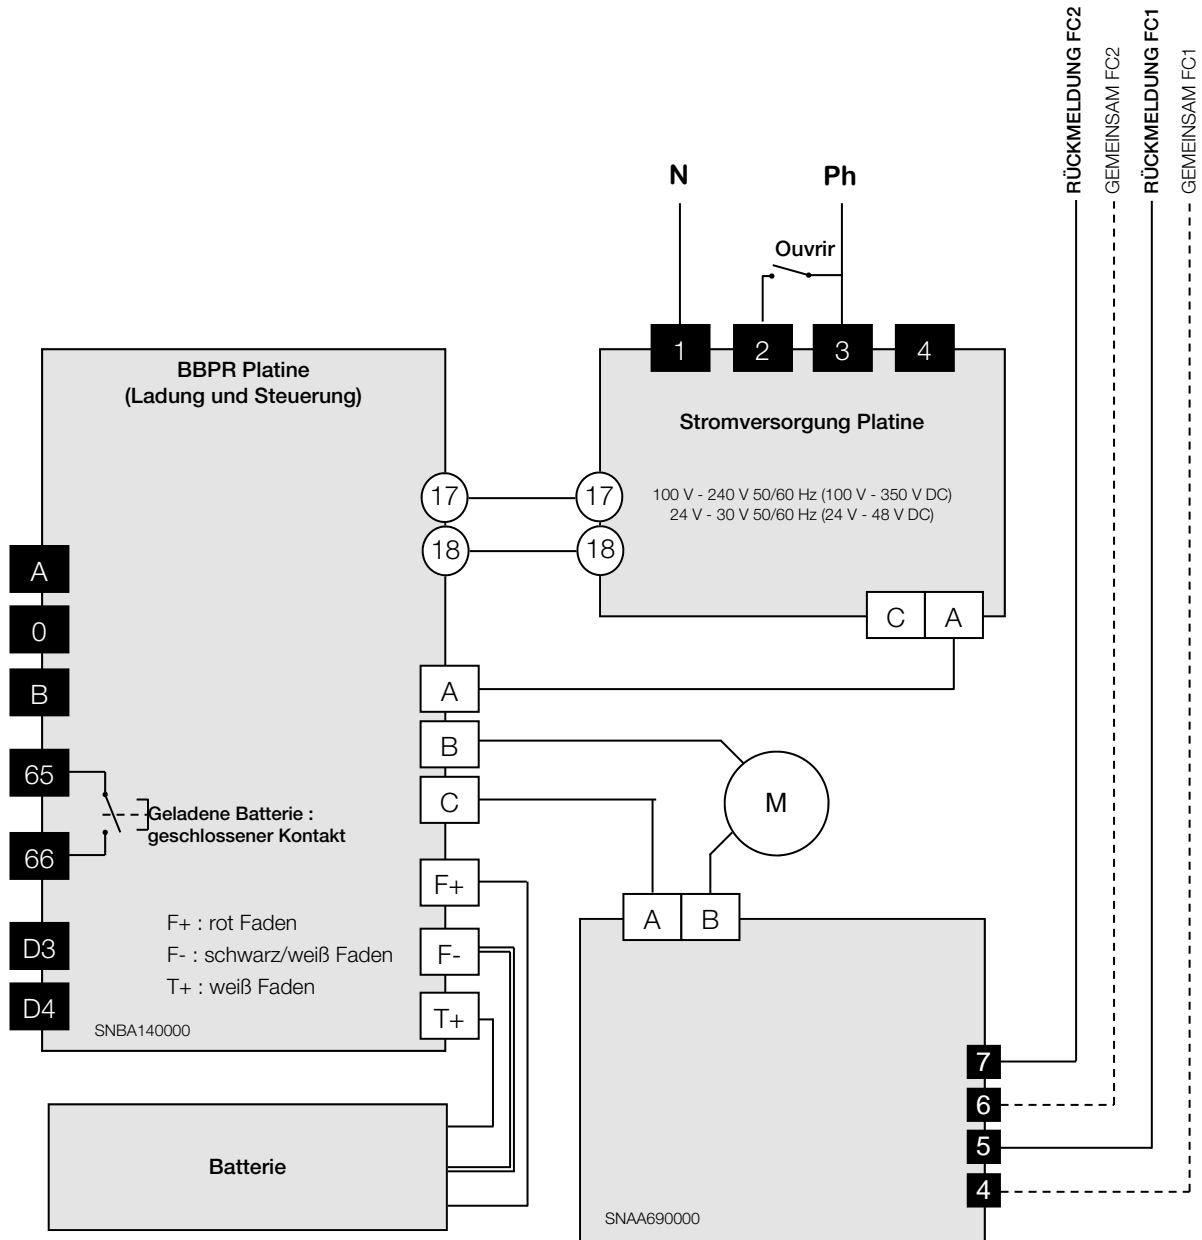 RÜCKMELDUNG FC2
GEMEINSAM FC2
RÜCKMELDUNG FC1
GEMEINSAM FC1
N
Ph
Ouvrir
1
2
3
4
BBPR Platine
(Ladung und Steuerung)
Stromversorgung Platine
100 V - 240 V 50/60 Hz (100 V - 350 V DC)
24 V - 30 V 50/60 Hz (24 V - 48 V DC)
17
17
18
18
A
0
B
65
66
D3
D4
C
A
A
B
C
M
Geladene Batterie :
geschlossener Kontakt
F+
F-
T+
F+ : rot Faden
F- : schwarz/weiß Faden
T+ : weiß Faden
SNBA140000
A
B
7
6
5
4
Batterie
SNAA690000